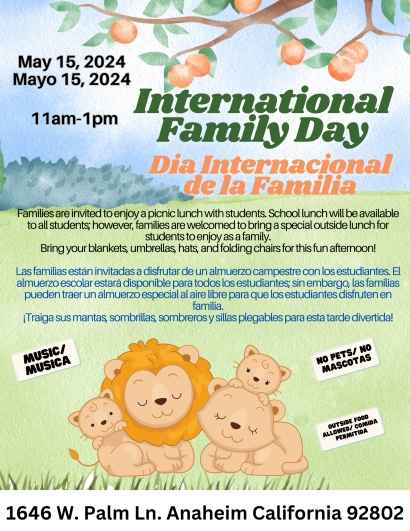 May 15, 2024
Mayo 15, 2024
11am-1pm
International
Family Day
Dia Internacional
de la Familia
Families are invited to enjoy a picnic lunch with students. School lunch will be available
to all students; however, families are welcomed to bring a special outside lunch for
students to enjoy as a family.
Bring your blankets, umbrellas, hats, and folding chairs for this fun afternoon!
Las familias están invitadas a disfrutar de un almuerzo campestre con los estudiantes. El
almuerzo escolar estará disponible para todos los estudiantes; sin embargo, las familias
pueden traer un almuerzo especial al aire libre para que los estudiantes disfruten en
familia.
¡Traiga sus mantas, sombrillas, sombreros y sillas plegables para esta tarde divertida!
MUSIC/
MUSICA
NO PETS/ NO
MASCOTAS
OUTSIDE FOOD
ALLOWED/ COMIDA
PERMITIDA
1646 W. Palm Ln. Anaheim California 92802